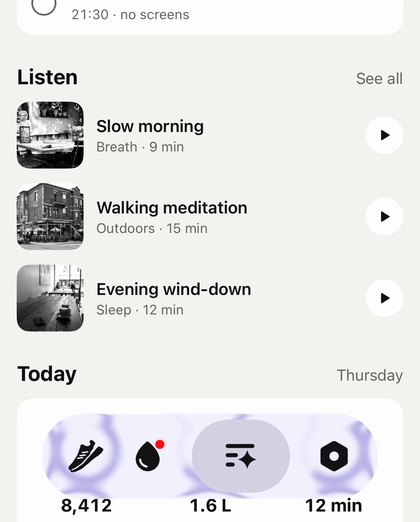 21:30 · no screens
Listen
See all
Slow morning
Breath · 9 min
Walking meditation
Outdoors · 15 min
Evening wind-down
Sleep · 12 min
Today
Thursday
8,412
1.6 L
12 min